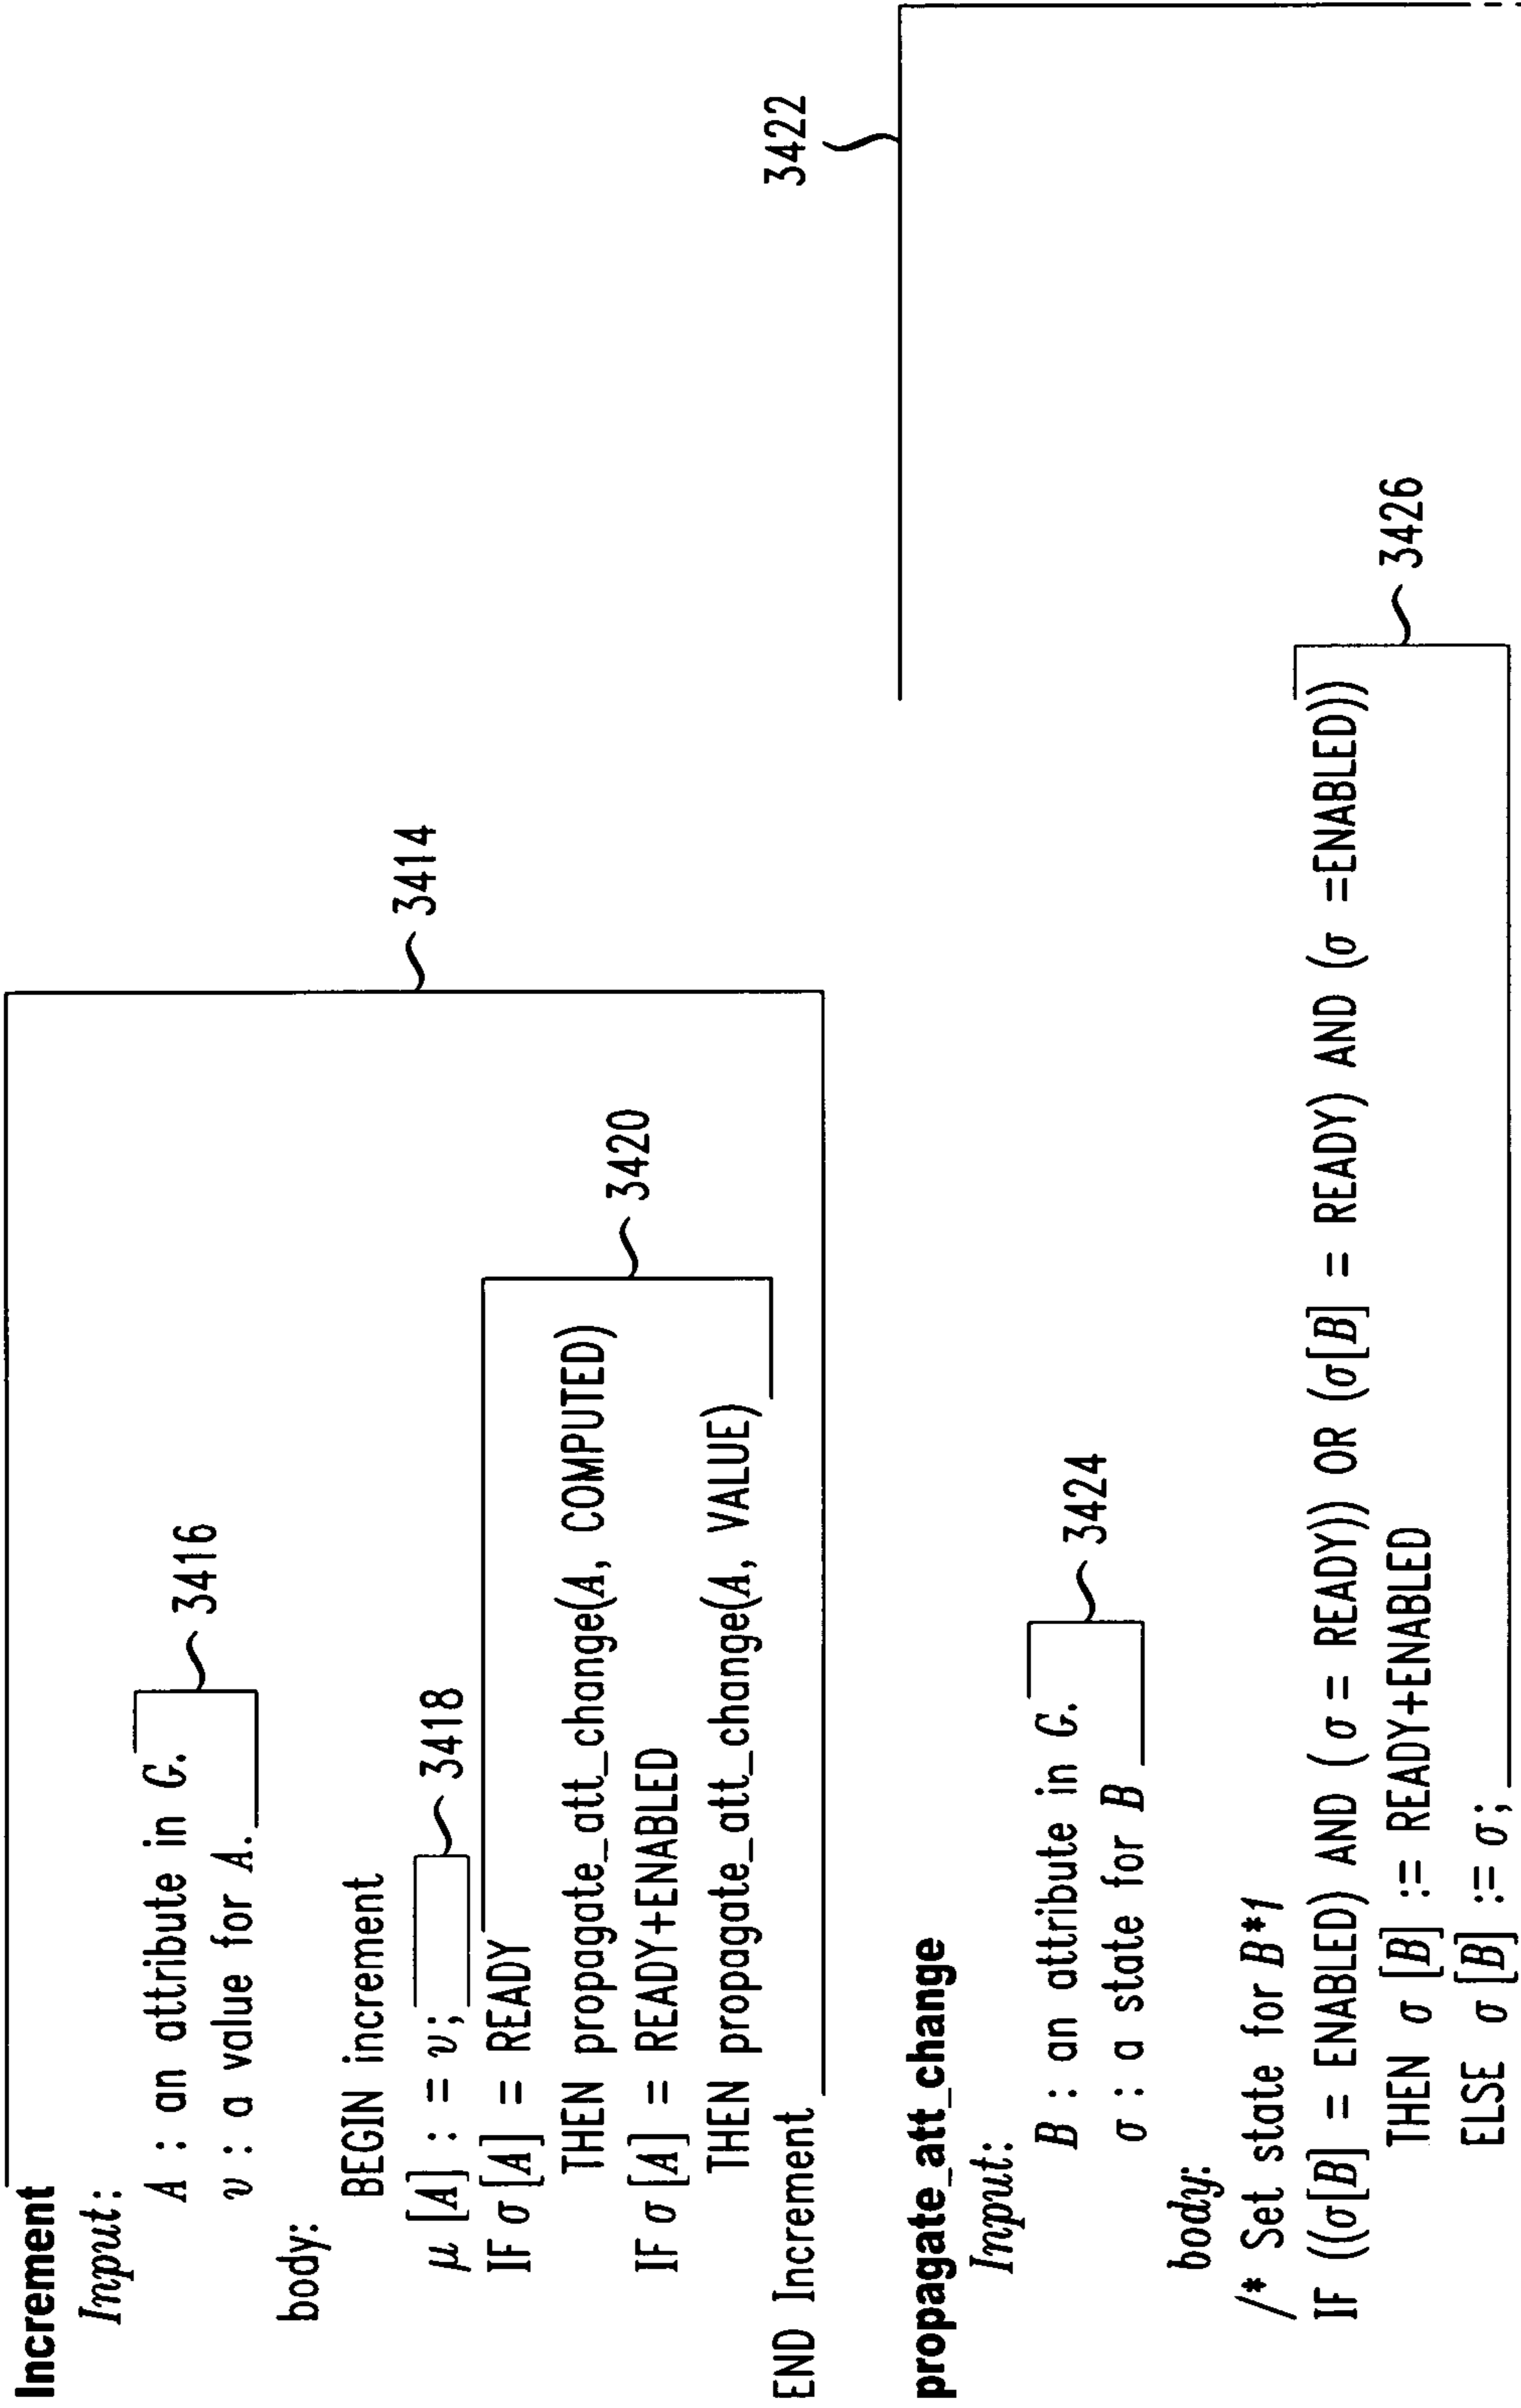 Increment
Input:
A : an attribute in G.
v : a value for A.
3416
body:
BEGIN increment
μ [A] : = v;
3418
IF σ [A] = READY
THEN propagate_att_change(A, COMPUTED))
IF σ [A] = READY+ENABLED
3420
THEN propagate_att_change(A, VALUE)
END Increment
3414
propagate_att_change
3422
Input:
B : an attribute in G.
σ : a state for B
3424
body:
/* Set state for B*1
IF ((σ[B] = ENABLED) AND (σ = READY)) OR (σ[B] = READY) AND (σ =ENABLED))
THEN σ [B] := READY+ENABLED
ELSE σ [B] := σ;
3426